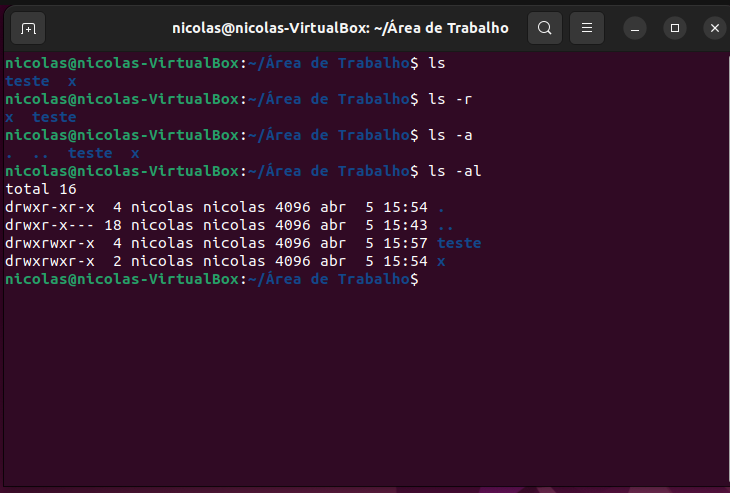 nicolas@nicolas-VirtualBox: ~/Área de Trabalho
nicolas@nicolas-VirtualBox:~/Área de Trabalho$ ls
teste  x
nicolas@nicolas-VirtualBox:~/Área de Trabalho$ ls -r
x  teste
nicolas@nicolas-VirtualBox:~/Área de Trabalho$ ls -a
.  ..  teste  x
nicolas@nicolas-VirtualBox:~/Área de Trabalho$ ls -al
total 16
drwxr-xr-x  4 nicolas nicolas 4096 abr  5 15:54 .
drwxr-x--- 18 nicolas nicolas 4096 abr  5 15:43 ..
drwxrwxr-x  4 nicolas nicolas 4096 abr  5 15:57 teste
drwxrwxr-x  2 nicolas nicolas 4096 abr  5 15:54 x
nicolas@nicolas-VirtualBox:~/Área de Trabalho$